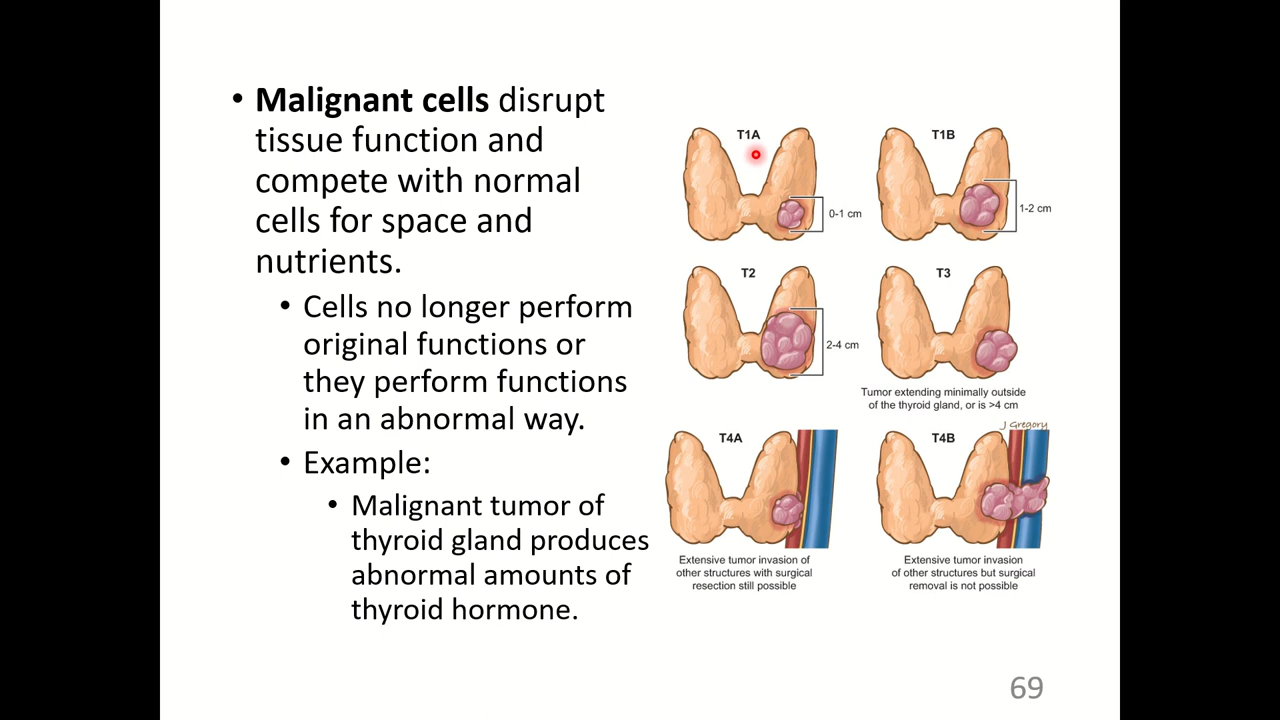 • Malignant cells disrupt
tissue function and
compete with normal
cells for space and
nutrients.
• Cells no longer perform
original functions or
they perform functions
in an abnormal way.
• Example:
• Malignant tumor of
thyroid gland produces
abnormal amounts of
thyroid hormone.
T1A
0-1 cm
T1B
1-2 cm
T2
2-4 cm
T3
Tumor extending minimally outside
of the thyroid gland, or is >4 cm
T4A
Extensive tumor invasion of
other structures with surgical
resection still possible
J Gregory
T4B
Extensive tumor invasion
of other structures but surgical
removal is not possible
69